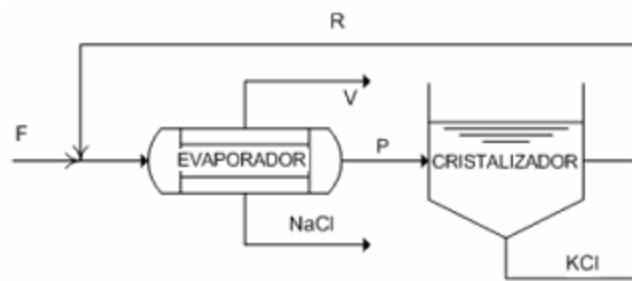 R
V
F
EVAPORADOR
P
CRISTALIZADOR
NaCl
KCl